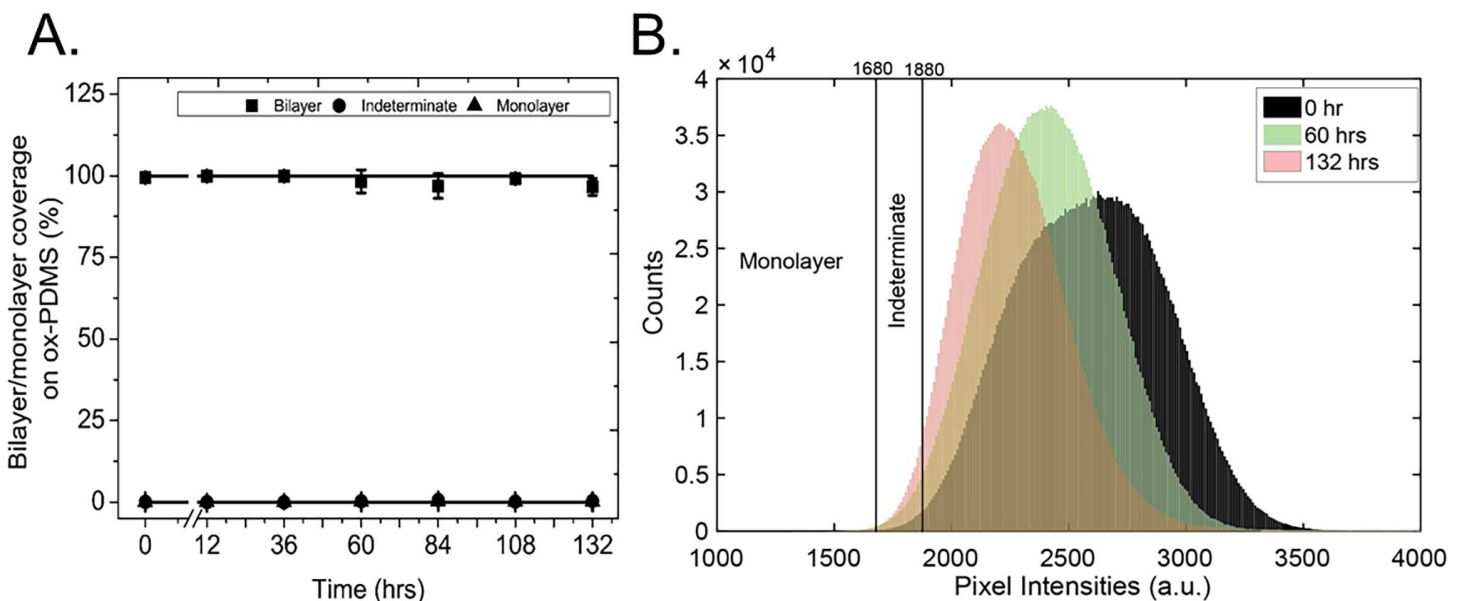 A.
Bilayer/monolayer coverage
on ox-PDMS (%)
125
100
75
50
25
0
Bilayer Indeterminate Monolayer
0 12 36 60 84 108 132
Time (hrs)
B.
× 10⁴
1680 1880
Counts
4
3.5
3
2.5
2
1.5
1
0.5
0
Monolayer
Indeterminate
0 hr
60 hrs
132 hrs
1000 1500 2000 2500 3000 3500 4000
Pixel Intensities (a.u.)